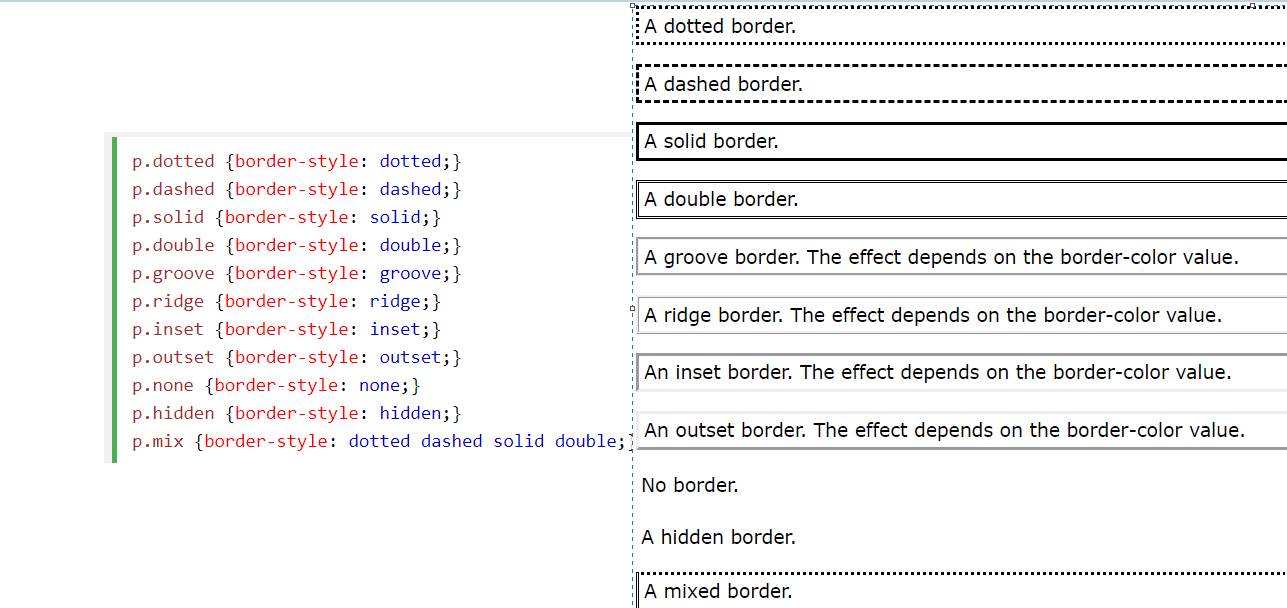 p.dotted {border-style: dotted;}
p.dashed {border-style: dashed;}
p.solid {border-style: solid;}
p.double {border-style: double;}
p.groove {border-style: groove;}
p.ridge {border-style: ridge;}
p.inset {border-style: inset;}
p.outset {border-style: outset;}
p.none {border-style: none;}
p.hidden {border-style: hidden;}
p.mix {border-style: dotted dashed solid double;}
A dotted border.
A dashed border.
A solid border.
A double border.
A groove border. The effect depends on the border-color value.
A ridge border. The effect depends on the border-color value.
An inset border. The effect depends on the border-color value.
An outset border. The effect depends on the border-color value.
No border.
A hidden border.
A mixed border.